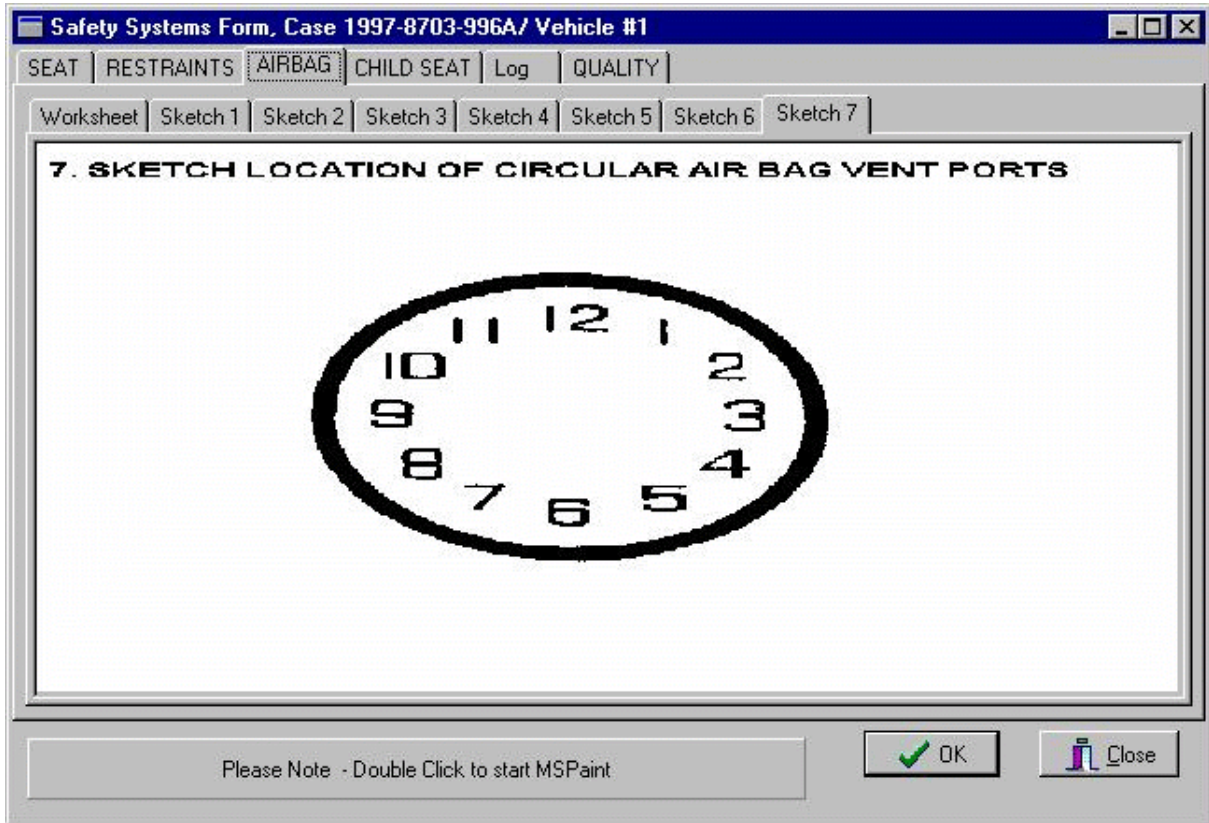 Safety Systems Form, Case 1997-8703-996A/ Vehicle #1
SEAT RESTRAINTS AIRBAG CHILD SEAT Log QUALITY
Worksheet Sketch 1 Sketch 2 Sketch 3 Sketch 4 Sketch 5 Sketch 6 Sketch 7
7. SKETCH LOCATION OF CIRCULAR AIR BAG VENT PORTS
11 12 1
10 2
9 3
8 4
7 6 5
Please Note - Double Click to start MSPaint
OK Close